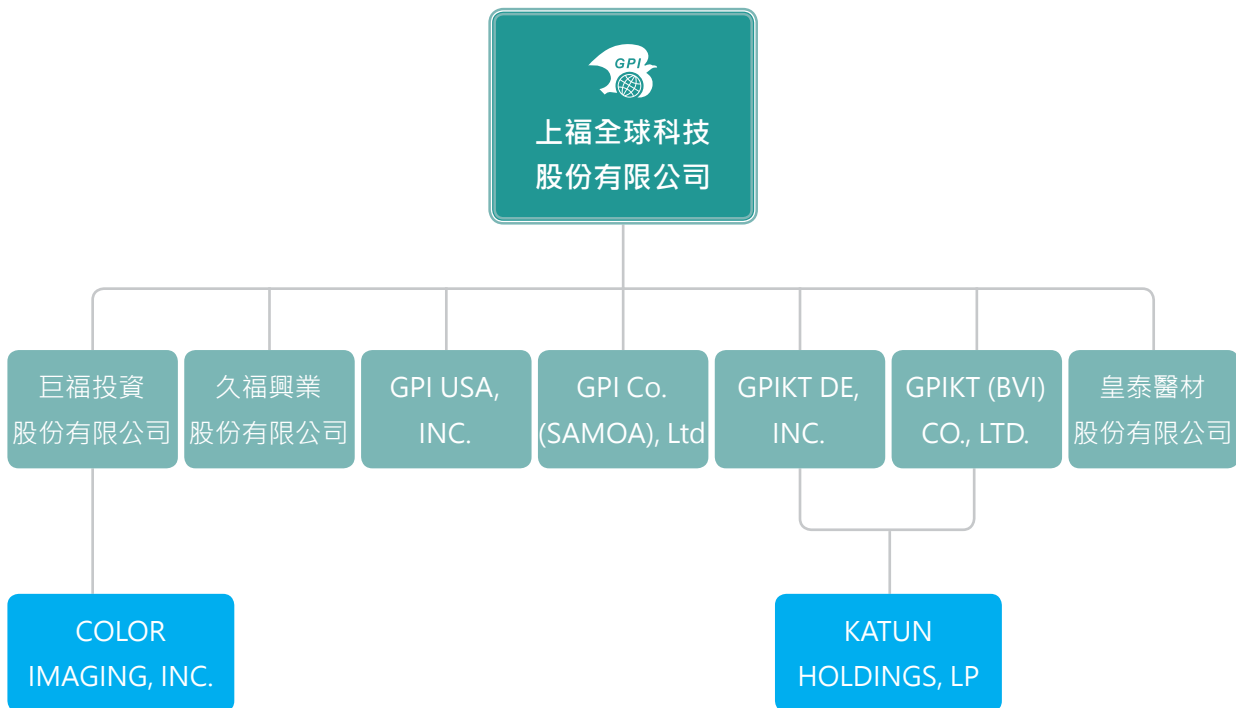 GPI
上福全球科技
股份有限公司
巨福投資
股份有限公司
久福興業
股份有限公司
GPI USA,
INC.
GPI Co.
(SAMOA), Ltd
GPIKT DE,
INC.
GPIKT (BVI)
CO., LTD.
皇泰醫材
股份有限公司
COLOR
IMAGING, INC.
KATUN
HOLDINGS, LP